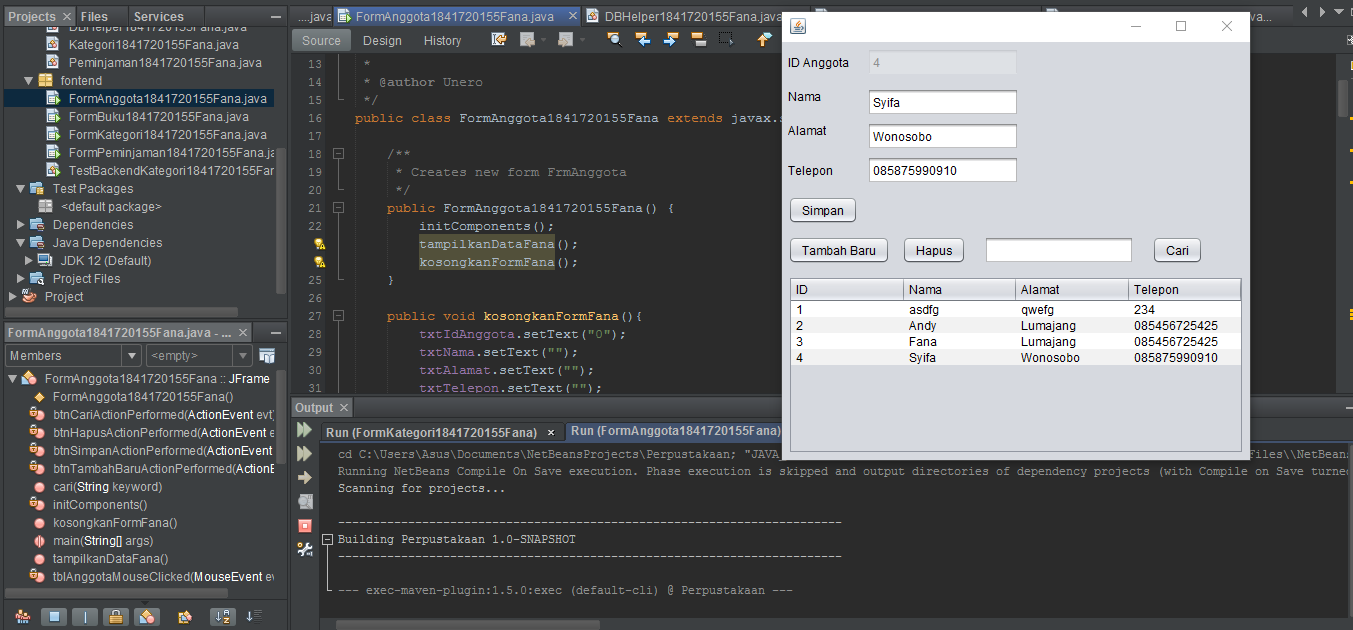 Projects Files Services
DBHelper1841720155Fana.java
Kategori1841720155Fana.java
Peminjaman1841720155Fana.java
fontend
FormAnggota1841720155Fana.java
FormBuku1841720155Fana.java
FormKategori1841720155Fana.java
FormPeminjaman1841720155Fana.ja
TestBackendKategori1841720155Far
Test Packages
<default package>
Dependencies
Java Dependencies
JDK 12 (Default)
Project Files
Project
FormAnggota1841720155Fana.java - ...
Members <empty>
FormAnggota1841720155Fana :: JFrame
FormAnggota1841720155Fana()
btnCariActionPerformed(ActionEvent evt)
btnHapusActionPerformed(ActionEvent e
btnSimpanActionPerformed(ActionEvent
btnTambahBaruActionPerformed(ActionE
cari(String keyword)
initComponents()
kosongkanFormFana()
main(String[] args)
tampilkanDataFana()
tblAnggotaMouseClicked(MouseEvent ev
....java FormAnggota1841720155Fana.java DBHelper1841720155Fana.java
va...
Source Design History
13 *
14 * @author Unero
15 */
16 public class FormAnggota1841720155Fana extends javax.s
17
18 /**
19 * Creates new form FrmAnggota
20 */
21 public FormAnggota1841720155Fana() {
22 initComponents();
tampilkanDataFana();
kosongkanFormFana();
25 }
26
27 public void kosongkanFormFana(){
28 txtIdAnggota.setText("0");
29 txtNama.setText("");
30 txtAlamat.setText("");
31 txtTelepon.setText("");
ID Anggota 4
Nama Syifa
Alamat Wonosobo
Telepon 085875990910
Simpan
Tambah Baru Hapus Cari
ID Nama Alamat Telepon
1 asdfg qwefg 234
2 Andy Lumajang 085456725425
3 Fana Lumajang 085456725425
4 Syifa Wonosobo 085875990910
Output
Run (FormKategori1841720155Fana) Run (FormAnggota1841720155Fana)
cd C:\Users\Asus\Documents\NetBeansProjects\Perpustakaan; "JAVA_ Files\\NetBeans
Running NetBeans Compile On Save execution. Phase execution is skipped and output directories of dependency projects (with Compile on Save turned
Scanning for projects...
------------------------------------------------------------------------
Building Perpustakaan 1.0-SNAPSHOT
------------------------------------------------------------------------
--- exec-maven-plugin:1.5.0:exec (default-cli) @ Perpustakaan ---